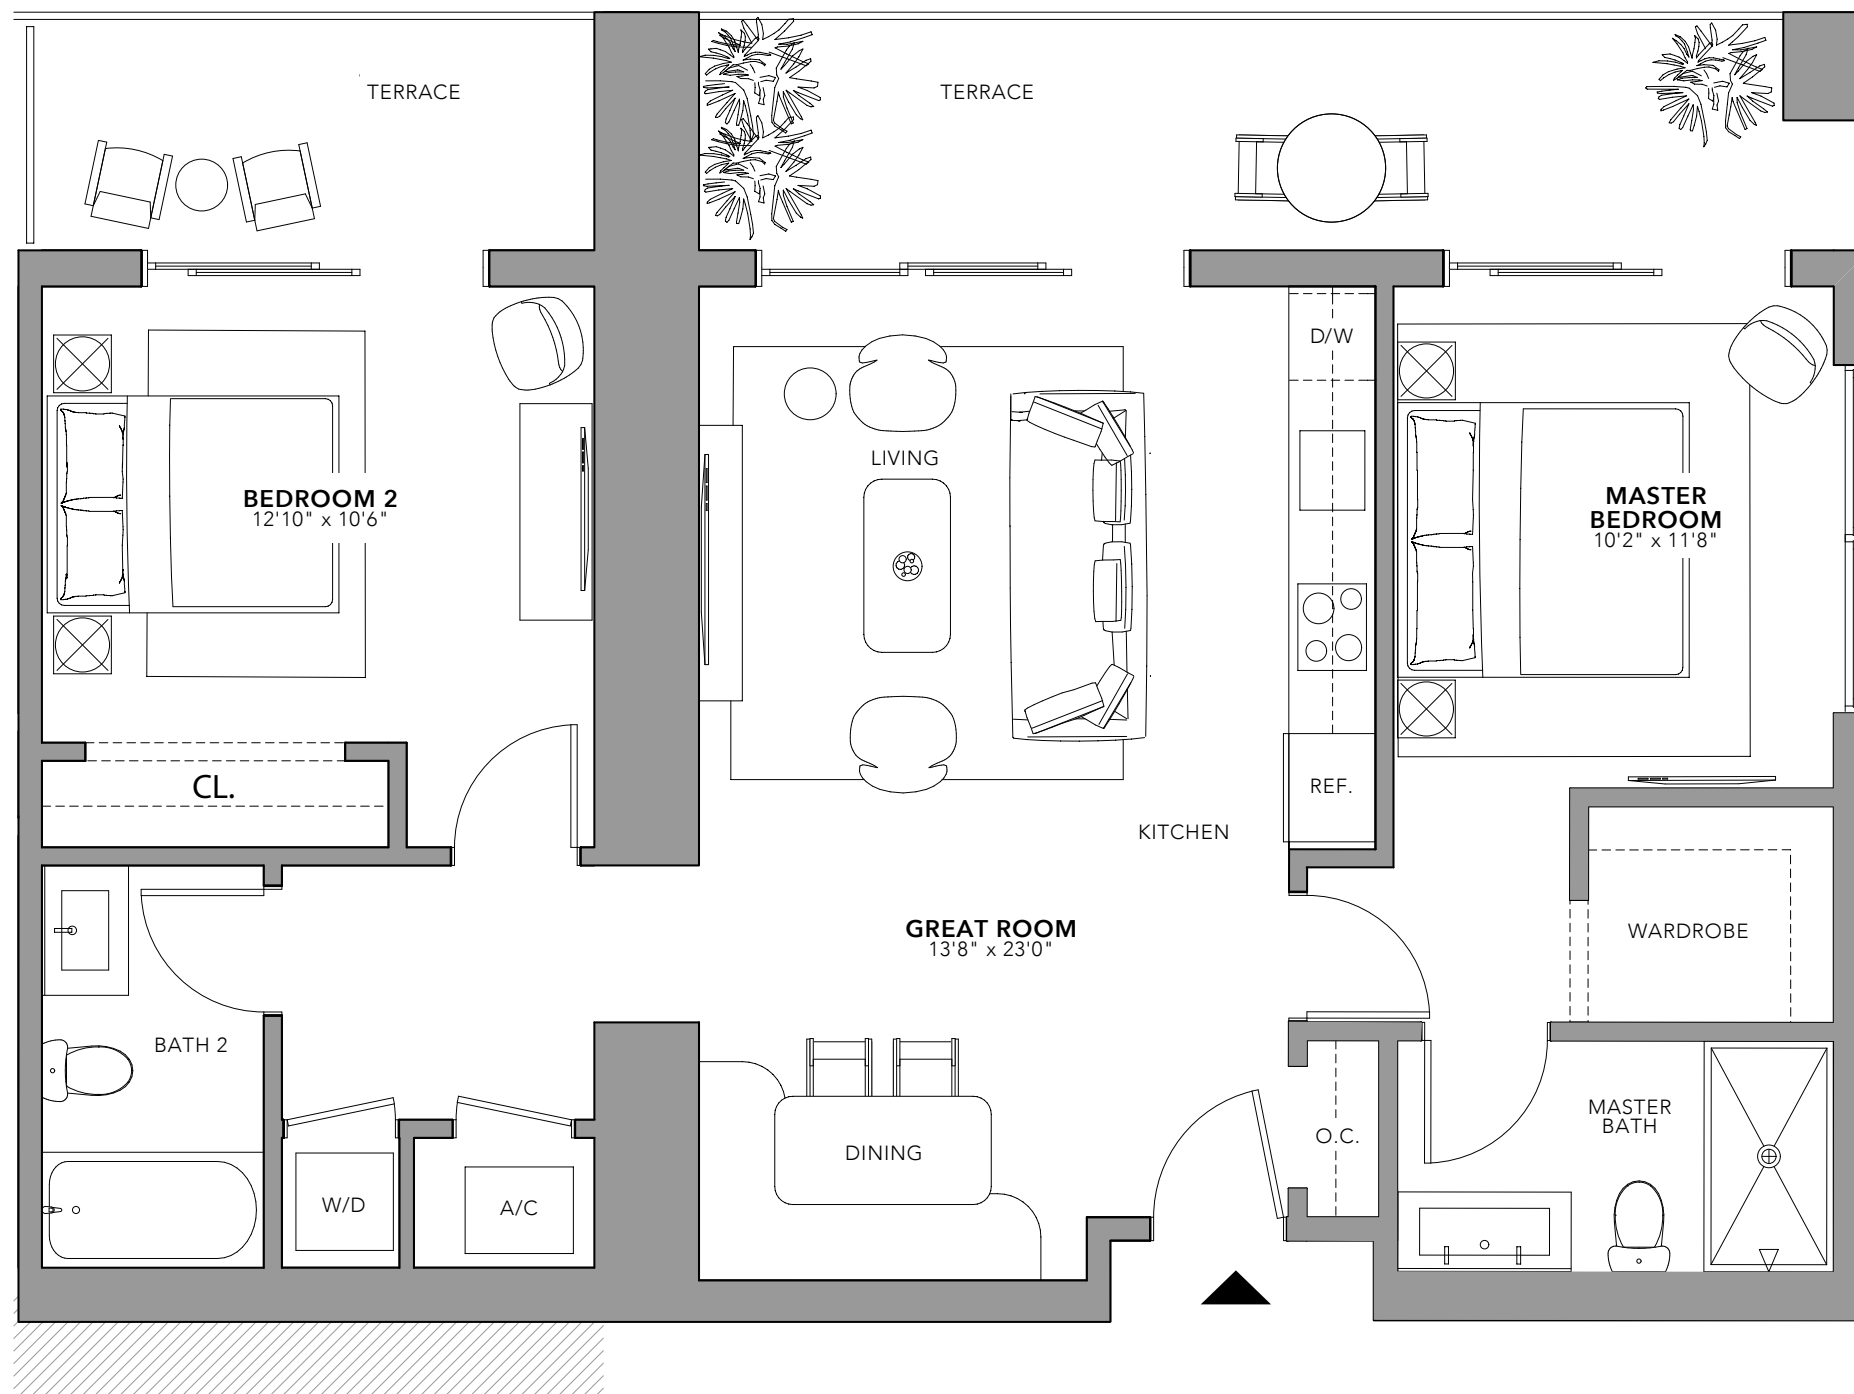 TERRACE
TERRACE
D/W
LIVING
BEDROOM 2
12'10" x 10'6"
MASTER
BEDROOM
10'2" x 11'8"
CL.
REF.
KITCHEN
GREAT ROOM
13'8" x 23'0"
WARDROBE
BATH 2
MASTER
BATH
O.C.
DINING
W/D
A/C